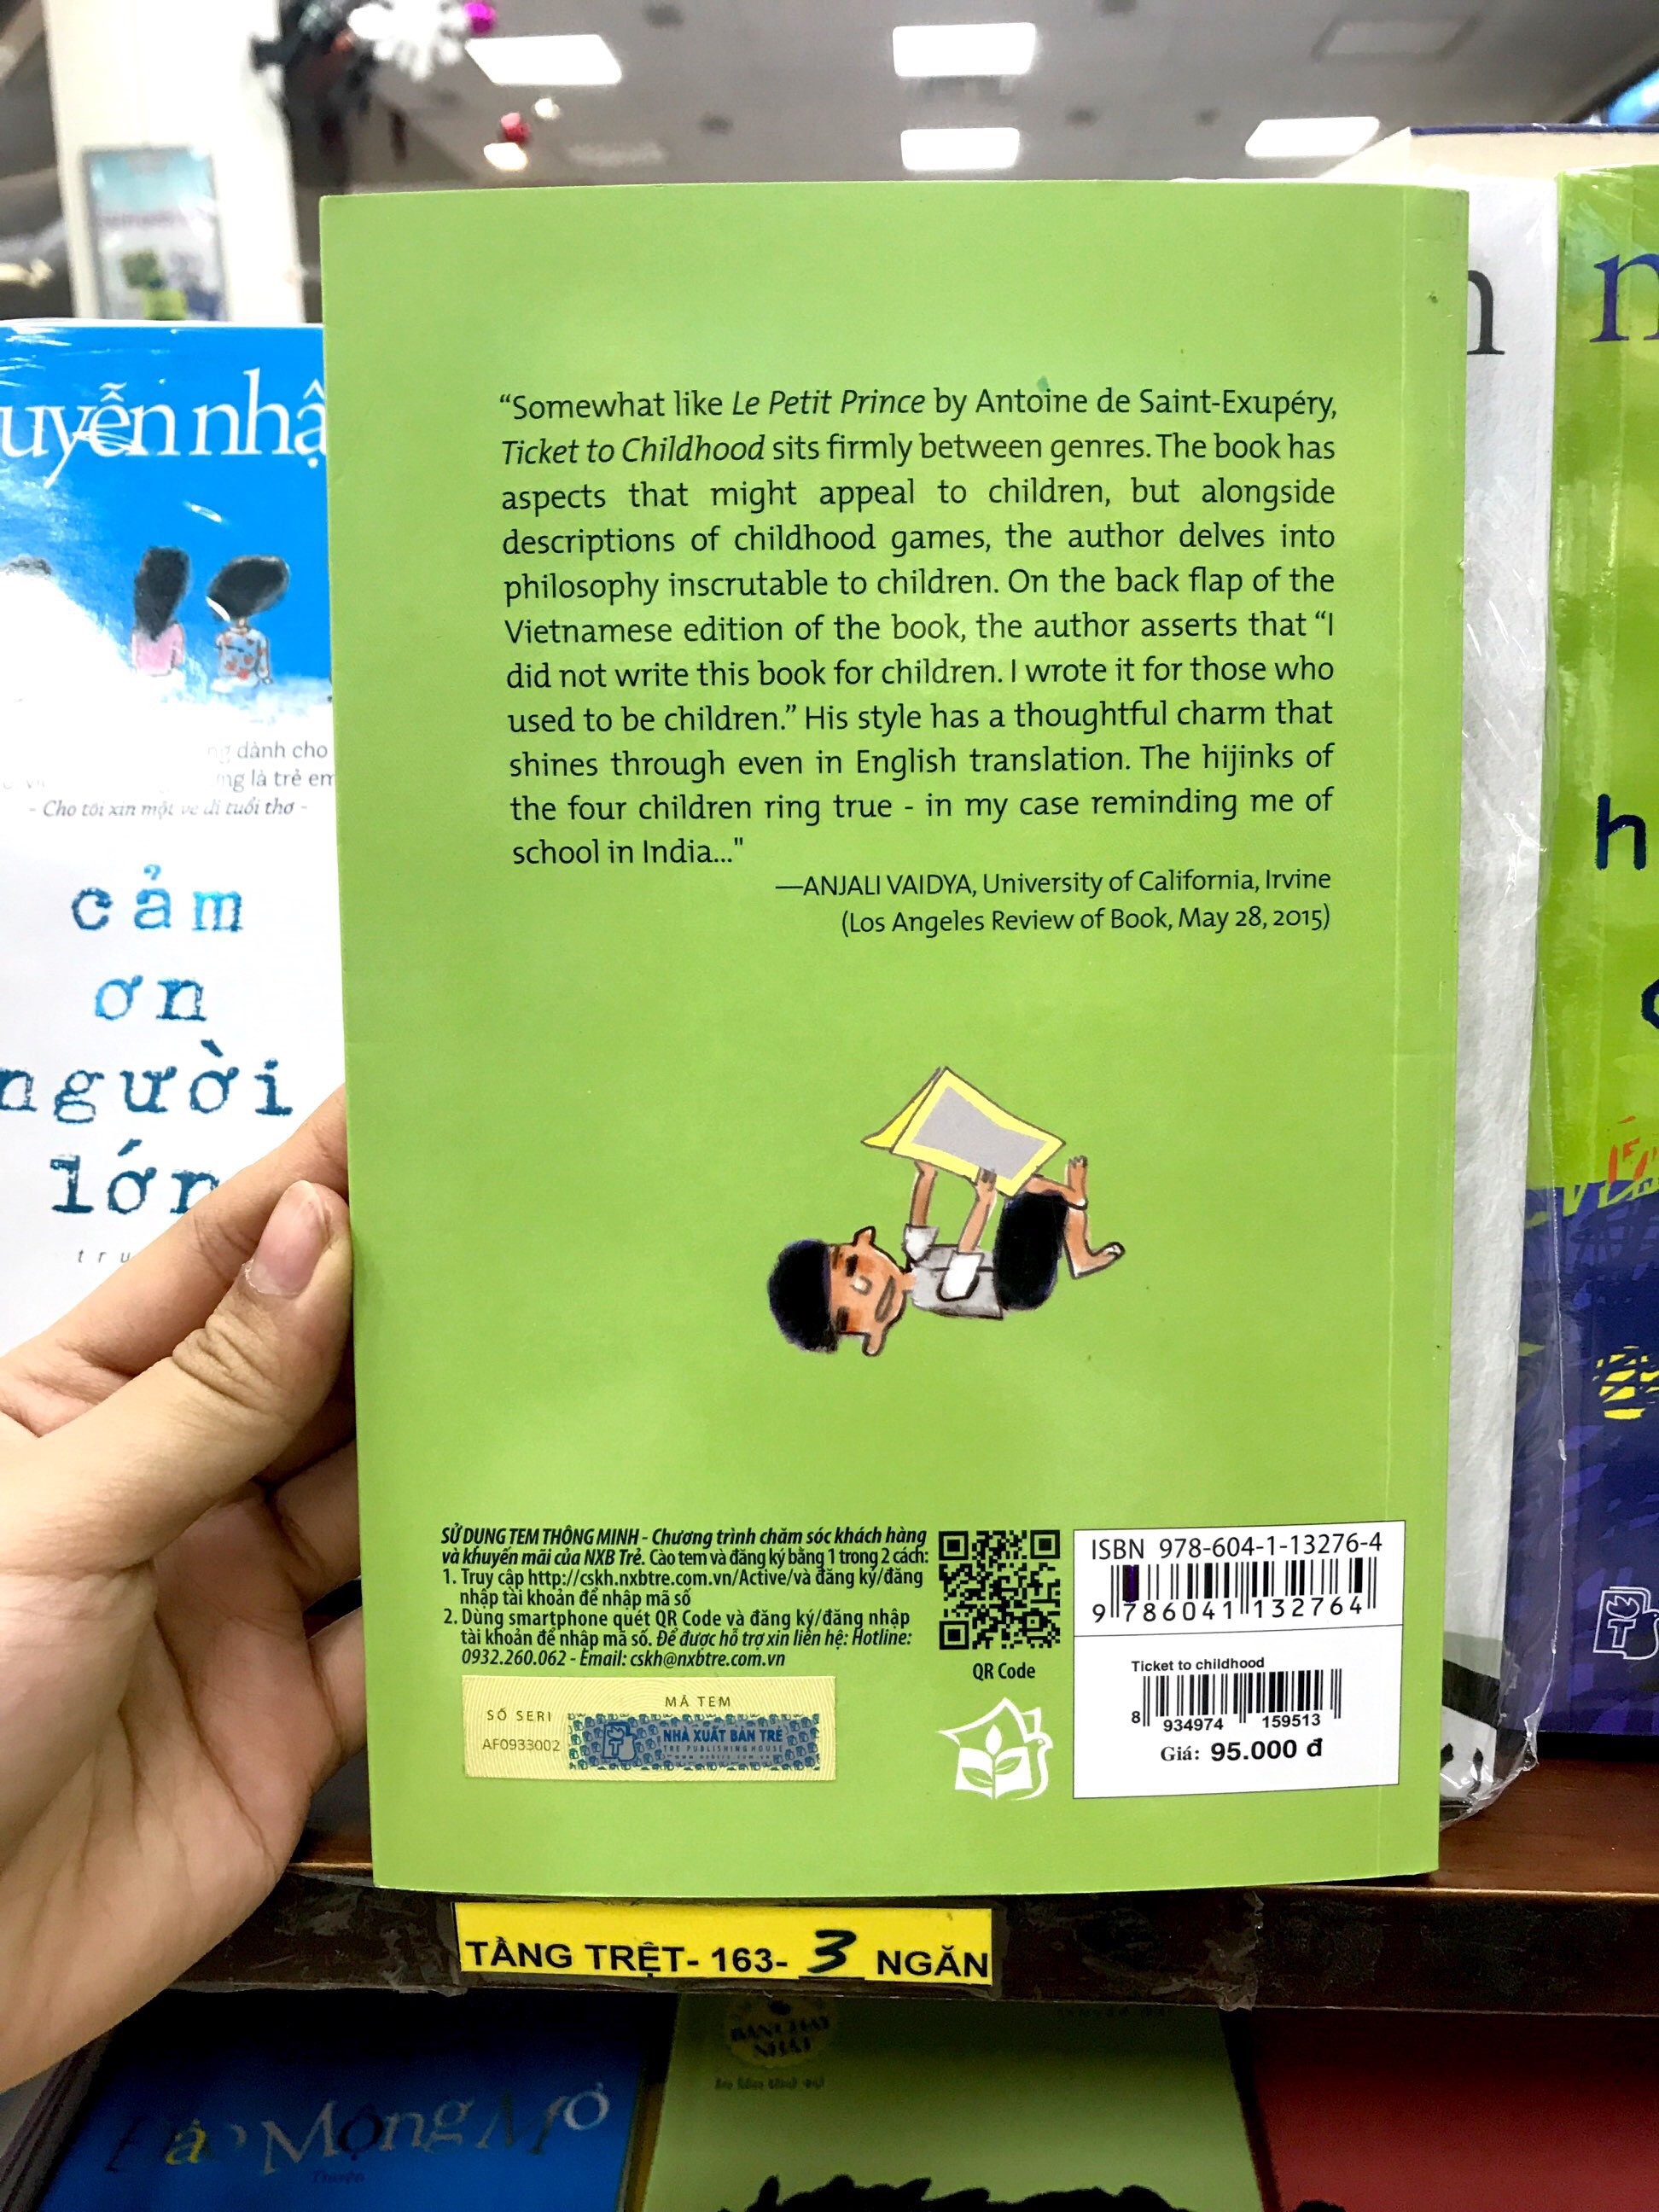 uyễn nhậ
dành cho
ng là trẻ em
- Cho tôi xin một vé đi tuổi thơ -
cảm
ơn
người
lớn
tru
“Somewhat like Le Petit Prince by Antoine de Saint-Exupéry,
Ticket to Childhood sits firmly between genres. The book has
aspects that might appeal to children, but alongside
descriptions of childhood games, the author delves into
philosophy inscrutable to children. On the back flap of the
Vietnamese edition of the book, the author asserts that “I
did not write this book for children. I wrote it for those who
used to be children.” His style has a thoughtful charm that
shines through even in English translation. The hijinks of
the four children ring true - in my case reminding me of
school in India..."
—ANJALI VAIDYA, University of California, Irvine
(Los Angeles Review of Book, May 28, 2015)
SỬ DỤNG TEM THÔNG MINH - Chương trình chăm sóc khách hàng
và khuyến mãi của NXB Trẻ. Cào tem và đăng ký bằng 1 trong 2 cách:
1. Truy cập http://cskh.nxbtre.com.vn/Active/và đăng ký/đăng
nhập tài khoản để nhập mã số
2. Dùng smartphone quét QR Code và đăng ký/đăng nhập
tài khoản để nhập mã số. Để được hỗ trợ xin liên hệ: Hotline:
0932.260.062 - Email: cskh@nxbtre.com.vn
QR Code
MÃ TEM
SỐ SERI
AF0933002
NHÀ XUẤT BẢN TRẺ
TRE PUBLISHING HOUSE
ISBN 978-604-1-13276-4
9 786041 132764
Ticket to childhood
8 934974 159513
Giá: 95.000 đ
n
n
h
TẦNG TRỆT- 163- 3 NGĂN
BÁN CHẠY
NHẤT
Đảo Mộng Mơ
Truyện